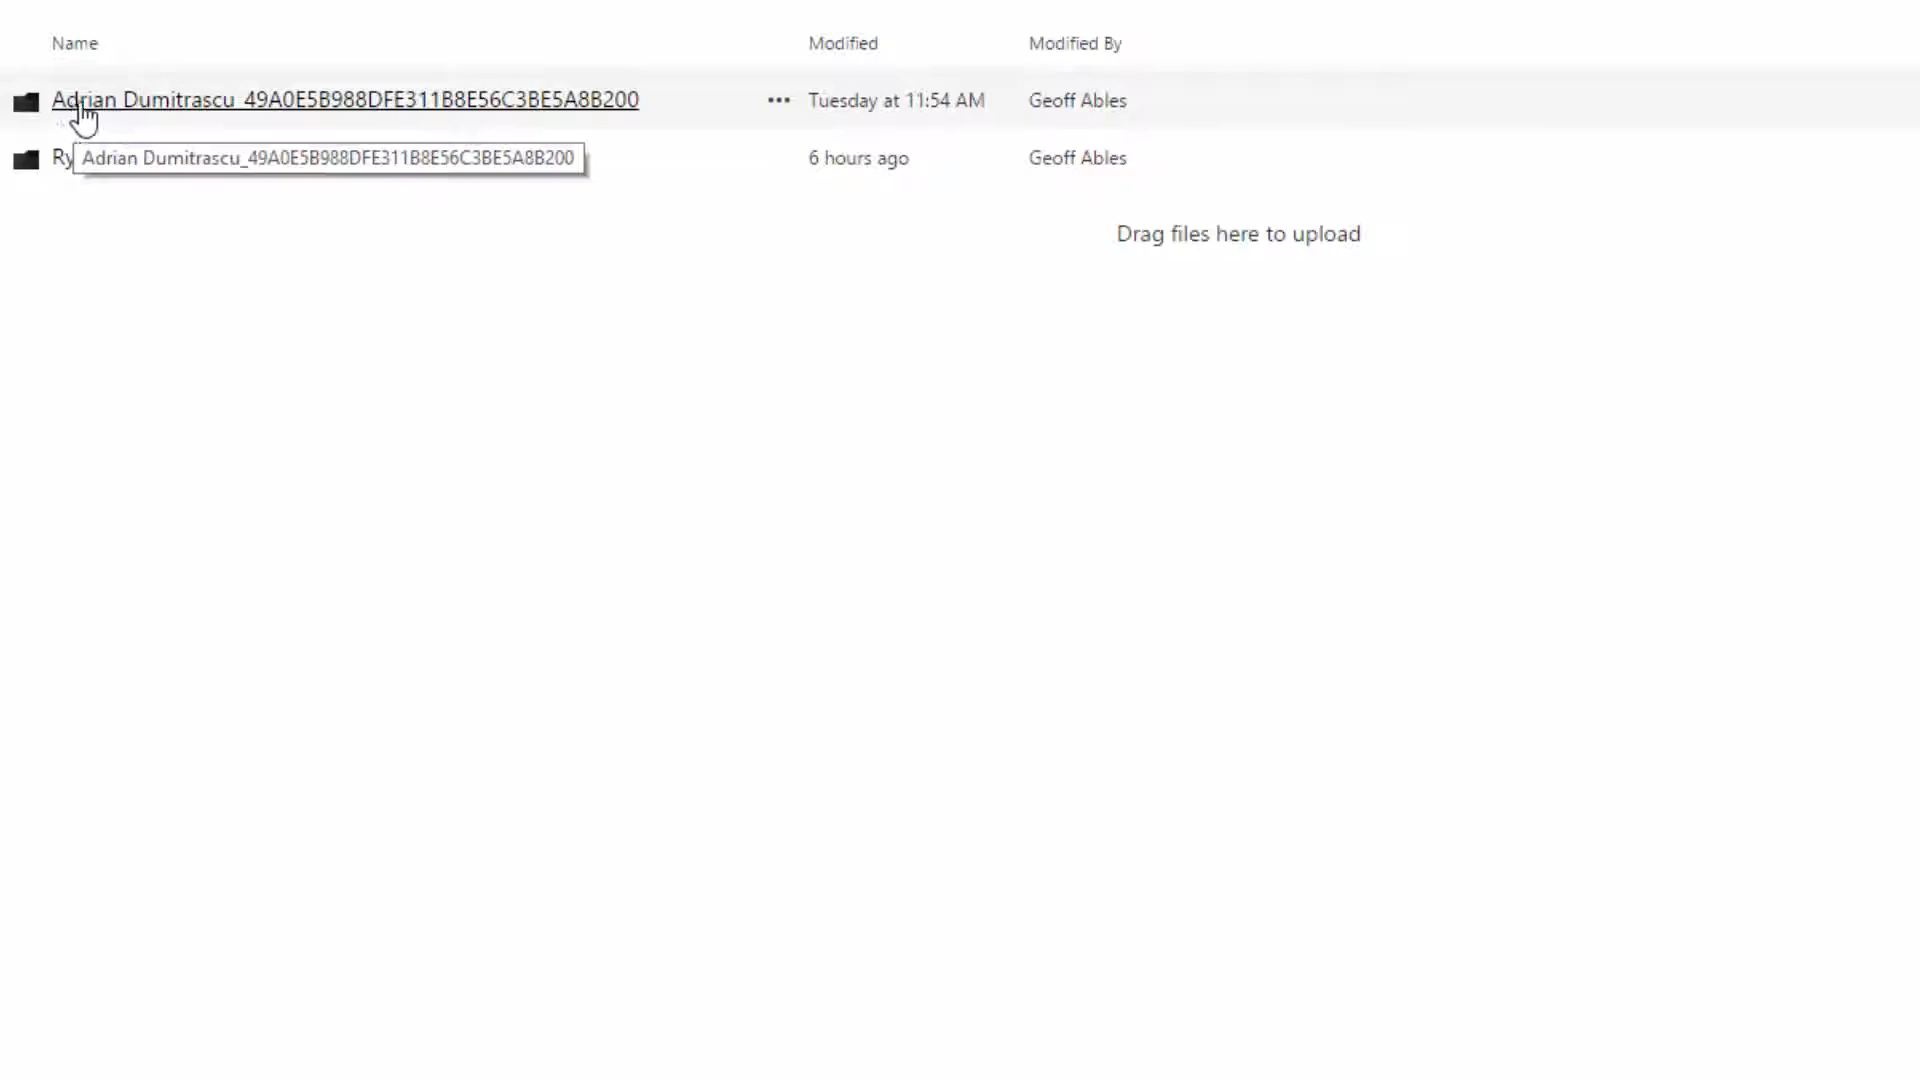 Name Modified Modified By
Adrian Dumitrascu_49A0E5B988DFE311B8E56C3BE5A8B200 ••• Tuesday at 11:54 AM Geoff Ables
Adrian Dumitrascu_49A0E5B988DFE311B8E56C3BE5A8B200 6 hours ago Geoff Ables
Drag files here to upload